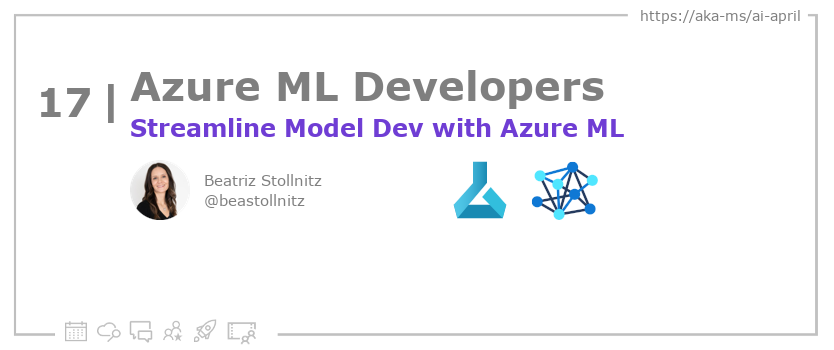 https://aka-ms/ai-april
17 | Azure ML Developers
Streamline Model Dev with Azure ML
Beatriz Stollnitz
@beastollnitz